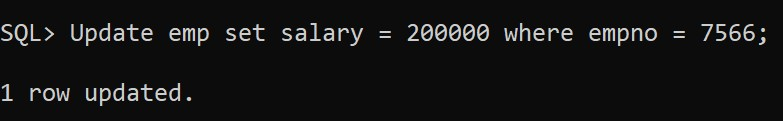 SQL> Update emp set salary = 200000 where empno = 7566;
1 row updated.